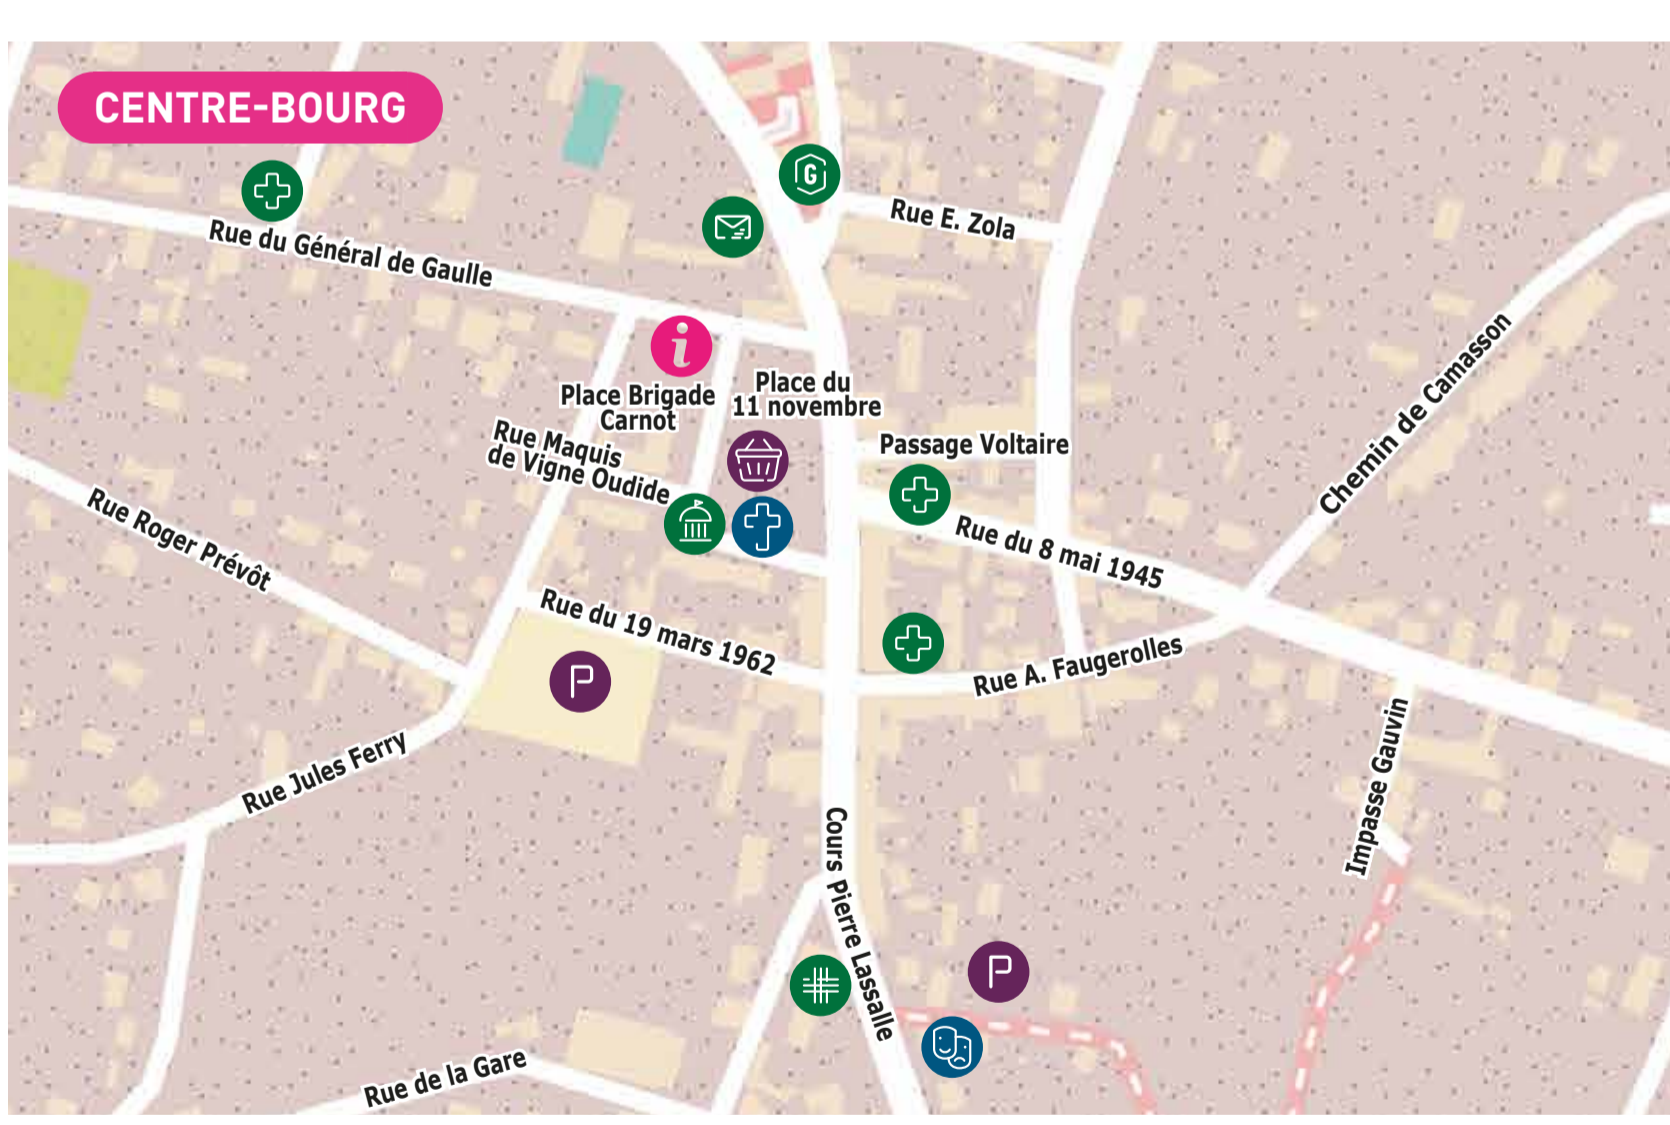 CENTRE-BOURG
G
Rue E. Zola
Rue du Général de Gaulle
i
Place Brigade
Carnot
Place du
11 novembre
Rue Maquis
de Vigne Oudide
Passage Voltaire
Chemin de Camasson
Rue Roger Prévôt
Rue du 8 mai 1945
Rue du 19 mars 1962
P
Rue A. Faugerolles
Rue Jules Ferry
Impasse Gauvin
Cours Pierre Lassalle
P
Rue de la Gare